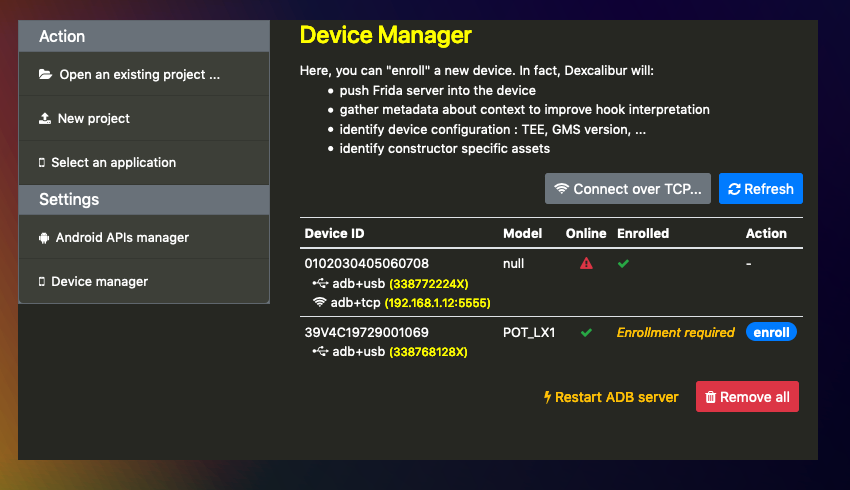 Action
Open an existing project ...
New project
Select an application
Settings
Android APIs manager
Device manager
Device Manager
Here, you can "enroll" a new device. In fact, Dexcalibur will:
push Frida server into the device
gather metadata about context to improve hook interpretation
identify device configuration : TEE, GMS version, ...
identify constructor specific assets
Connect over TCP... Refresh
Device ID Model Online Enrolled Action
0102030405060708 null -
adb+usb (338772224X)
adb+tcp (192.168.1.12:5555)
39V4C19729001069 POT_LX1 Enrollment required enroll
adb+usb (338768128X)
Restart ADB server Remove all